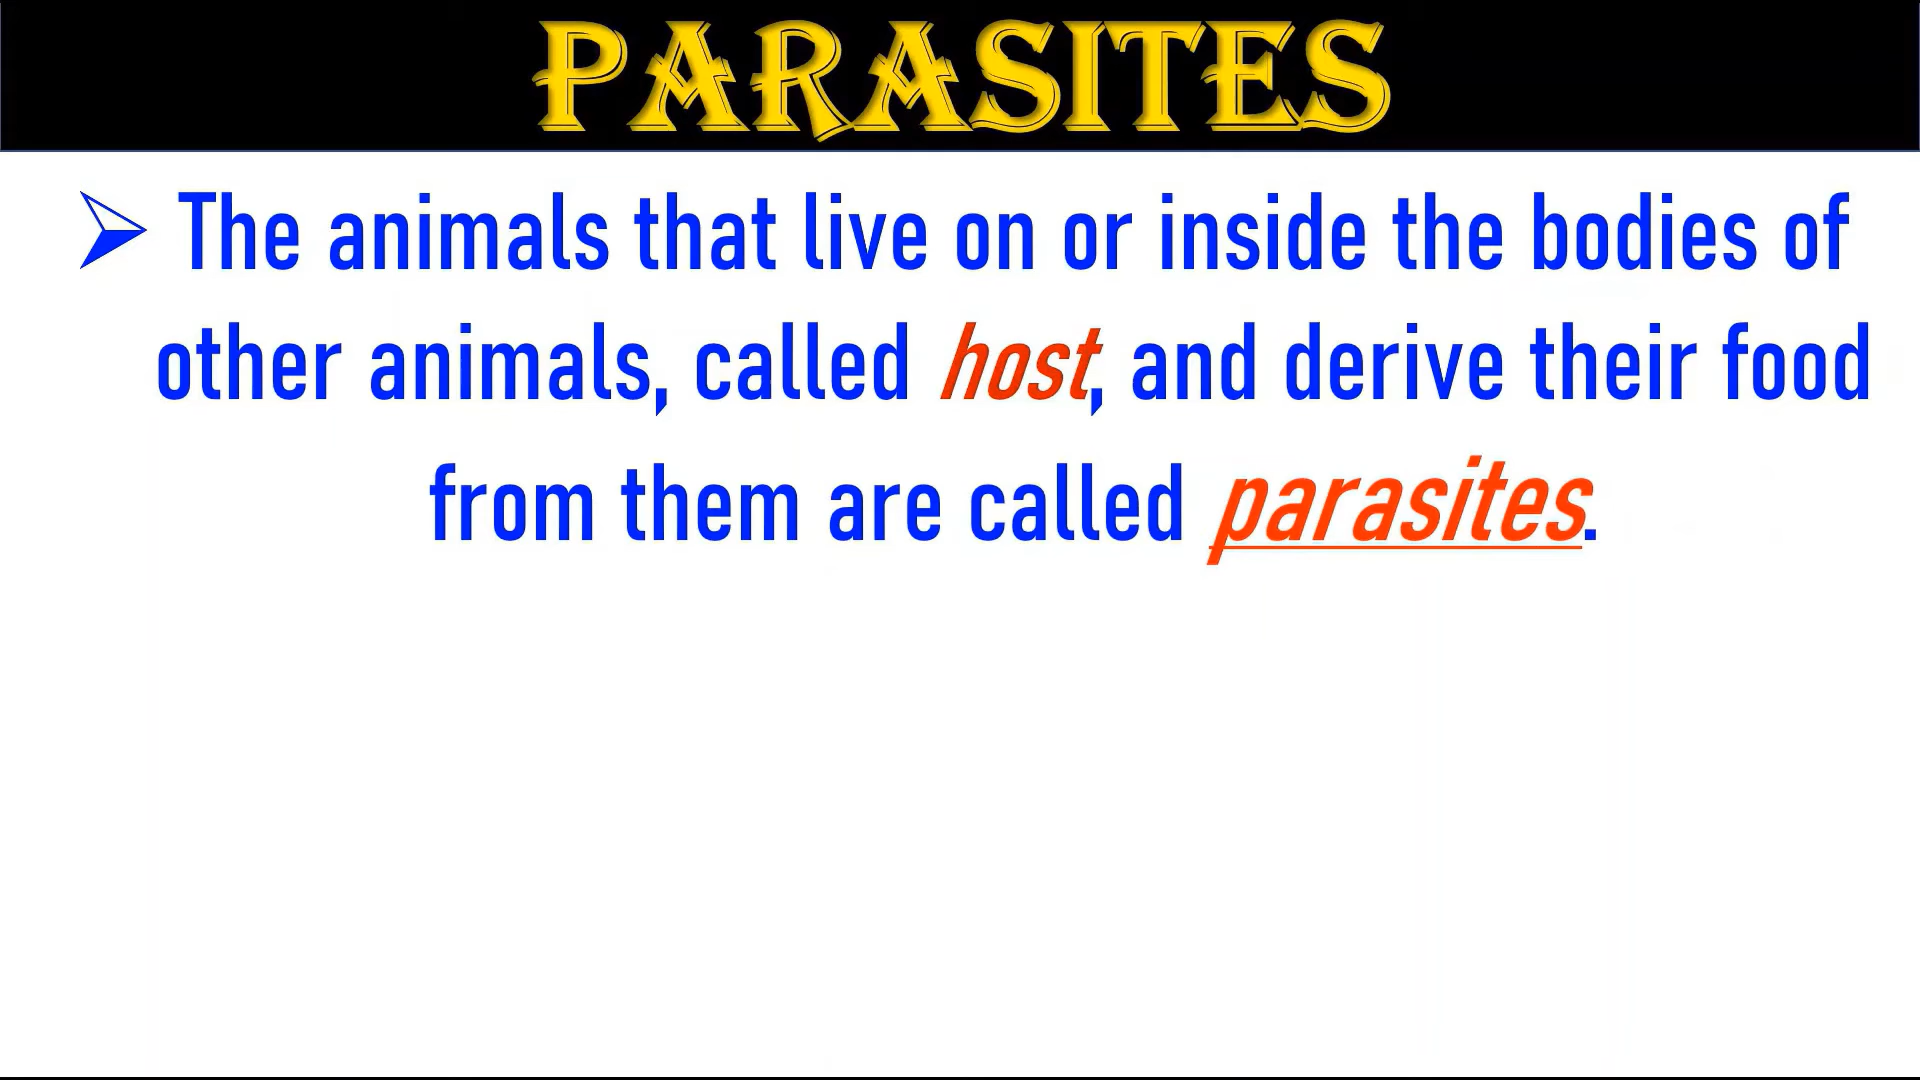 PARASITES
➢ The animals that live on or inside the bodies of
other animals, called host, and derive their food
from them are called parasites.